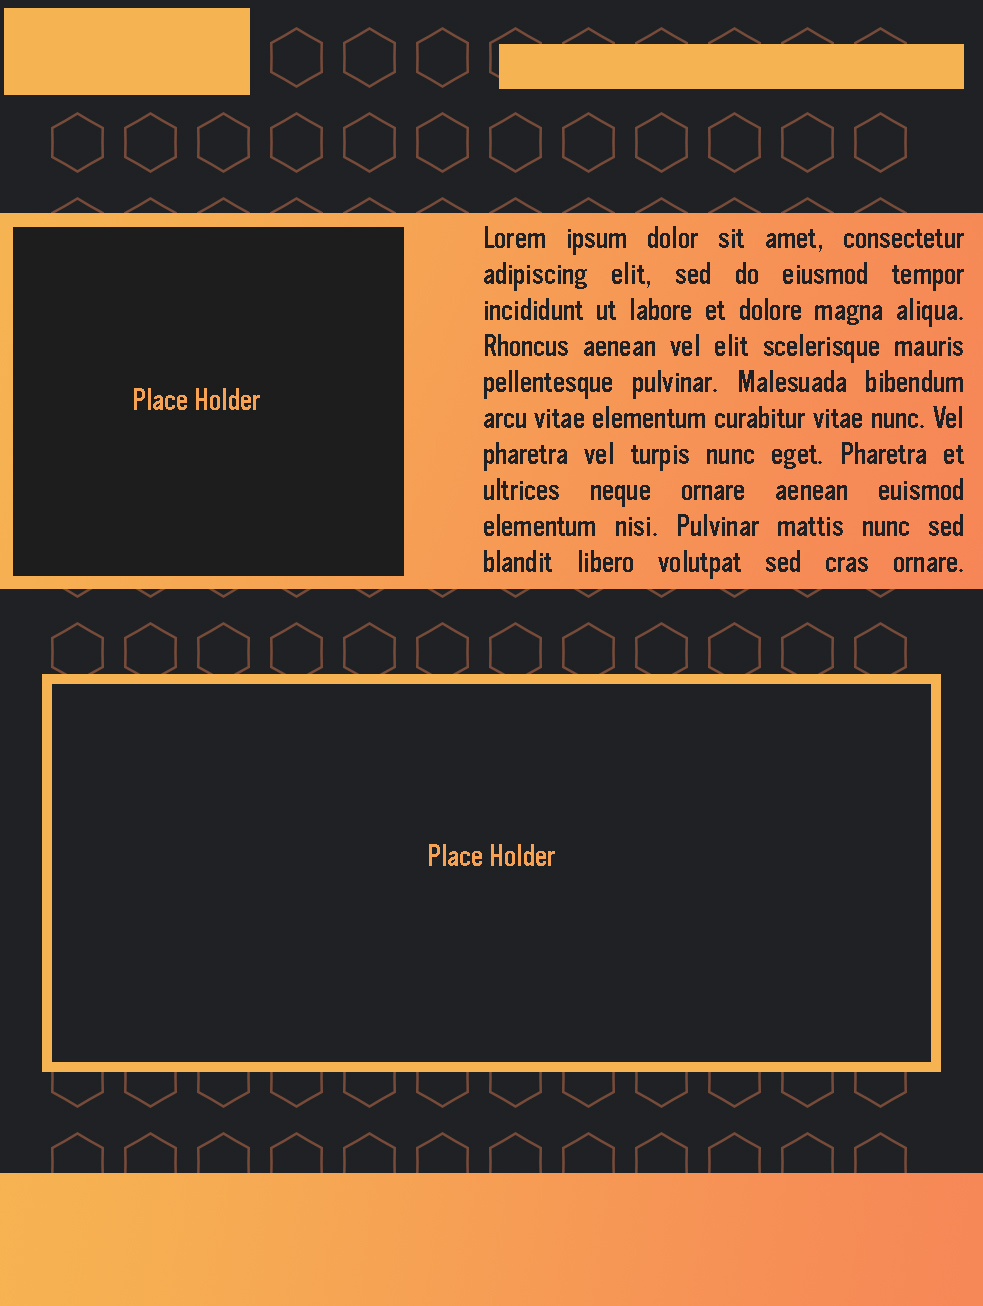 Lorem ipsum dolor sit amet, consectetur
adipiscing elit, sed do eiusmod tempor
incididunt ut labore et dolore magna aliqua.
Rhoncus aenean vel elit scelerisque mauris
pellentesque pulvinar. Malesuada bibendum
arcu vitae elementum curabitur vitae nunc. Vel
pharetra vel turpis nunc eget. Pharetra et
ultrices neque ornare aenean euismod
elementum nisi. Pulvinar mattis nunc sed
blandit libero volutpat sed cras ornare.
Place Holder
Place Holder